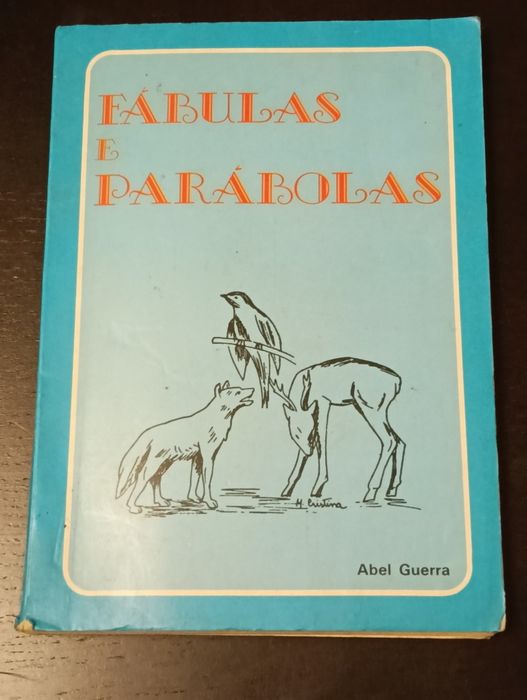 FÁBULAS
E
PARÁBOLAS
M Cristina
Abel Guerra